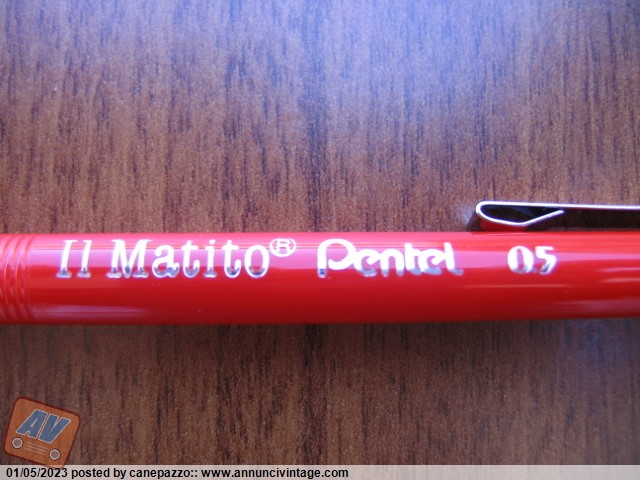 Il Matito® Pentel 05
AV
01/05/2023 posted by canepazzo:: www.annuncivintage.com